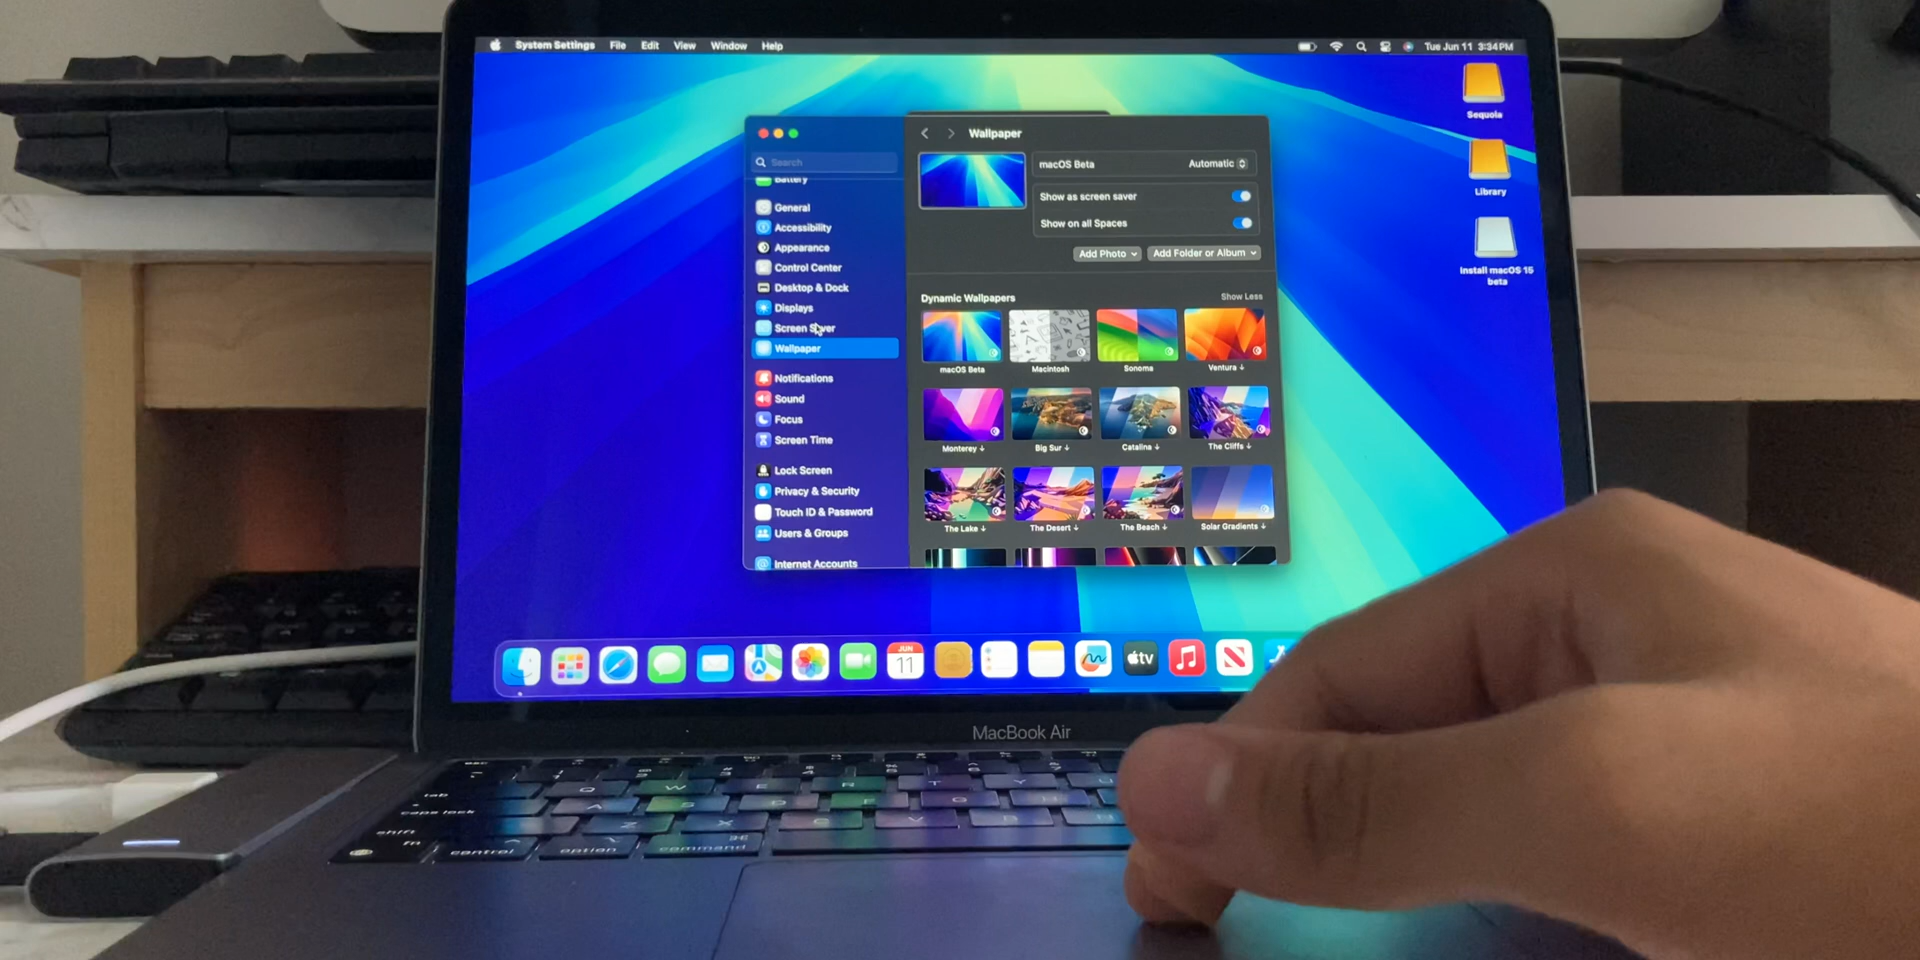 System Settings File Edit View Window Help
Tue Jun 11 3:34 PM
Sequoia
Library
Install macOS 15 beta
Search
Battery
General
Accessibility
Appearance
Control Center
Desktop & Dock
Displays
Screen Saver
Wallpaper
Notifications
Sound
Focus
Screen Time
Lock Screen
Privacy & Security
Touch ID & Password
Users & Groups
Internet Accounts
Wallpaper
macOS Beta Automatic
Show as screen saver
Show on all Spaces
Add Photo Add Folder or Album
Dynamic Wallpapers Show Less
macOS Beta Macintosh Sonoma Ventura
Monterey Big Sur Catalina The Cliffs
The Lake The Desert The Beach Solar Gradients
JUN
11
tv
MacBook Air
esc
tab Q W E R T Y U
caps lock A S D F G H
shift Z X C V B N
fn control option command
⌘